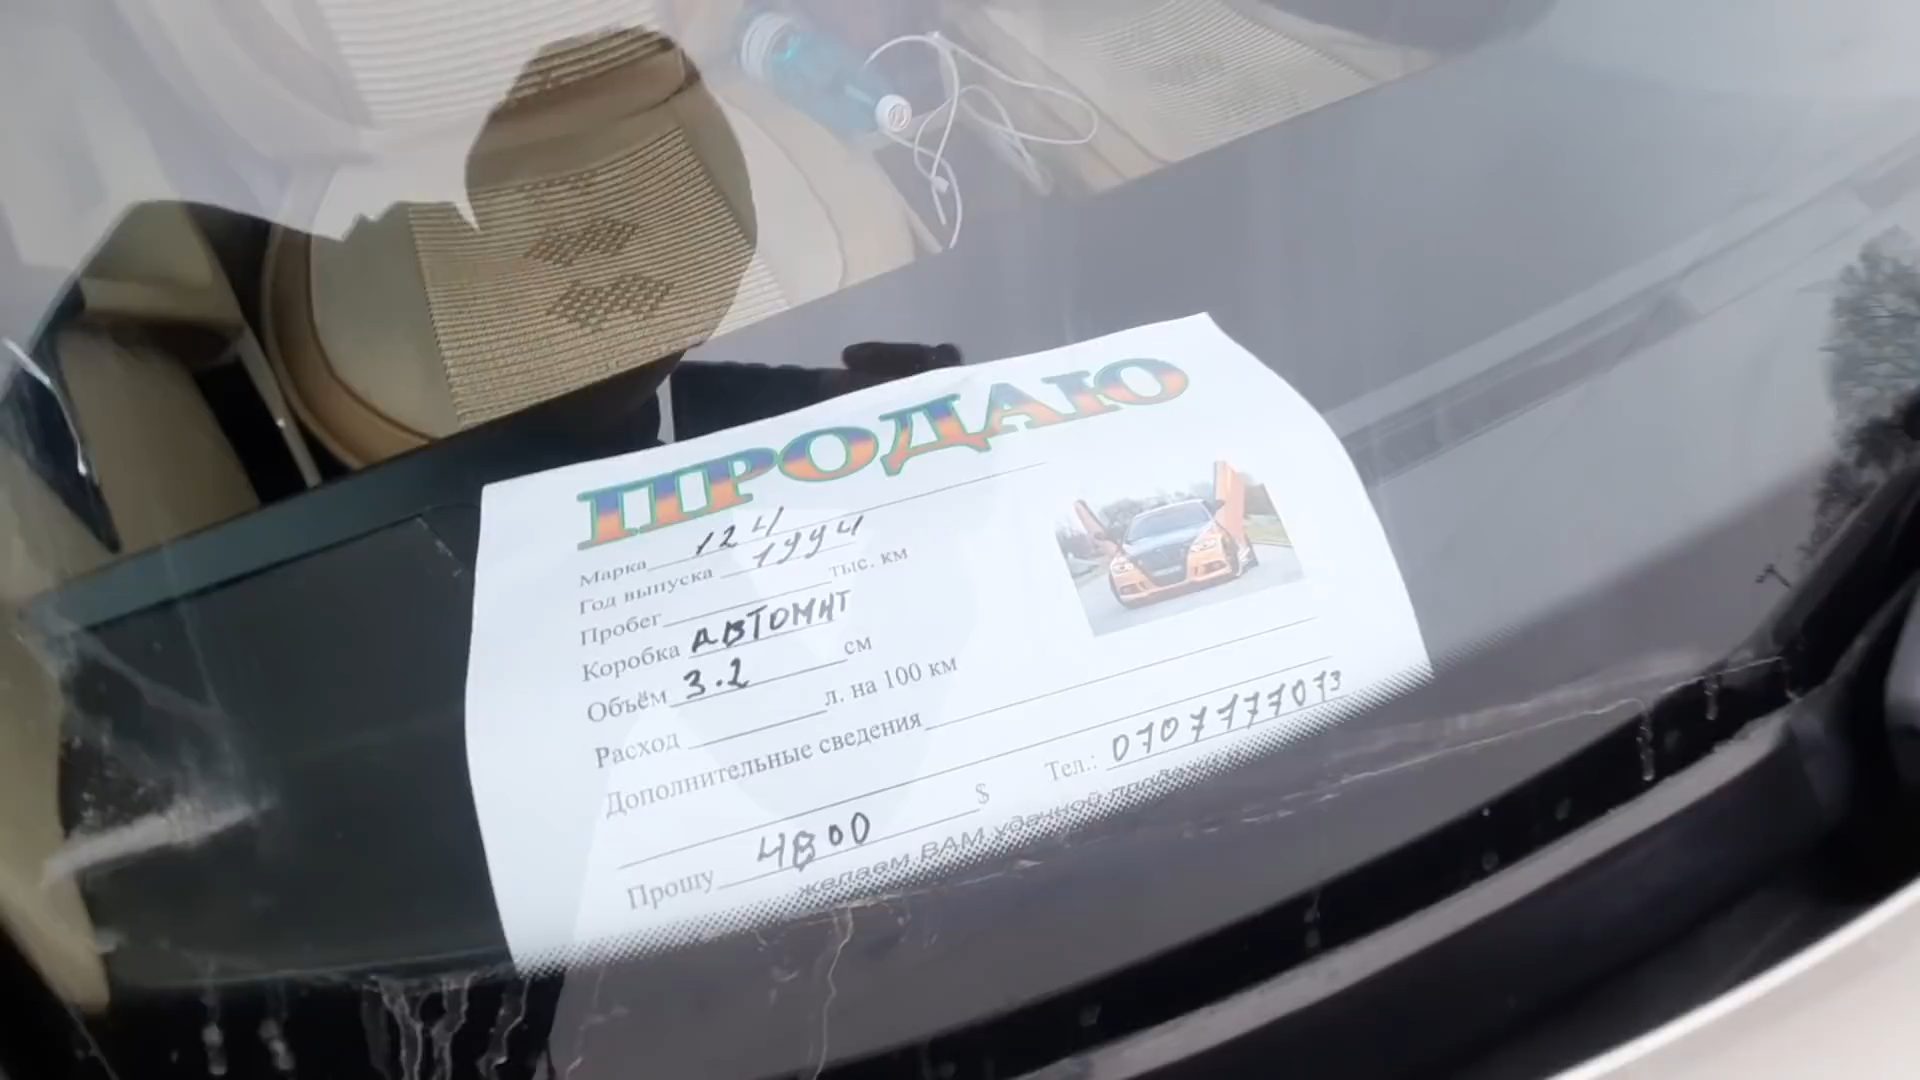 ПРОДАЮ
Марка 124
Год выпуска 1994
Пробег тыс. км
Коробка АВТОМАТ
Объём 3.2 см
Расход л. на 100 км
Дополнительные сведения
Прошу 4800 $ Тел.: 0707177073
желаем ВАМ удачной